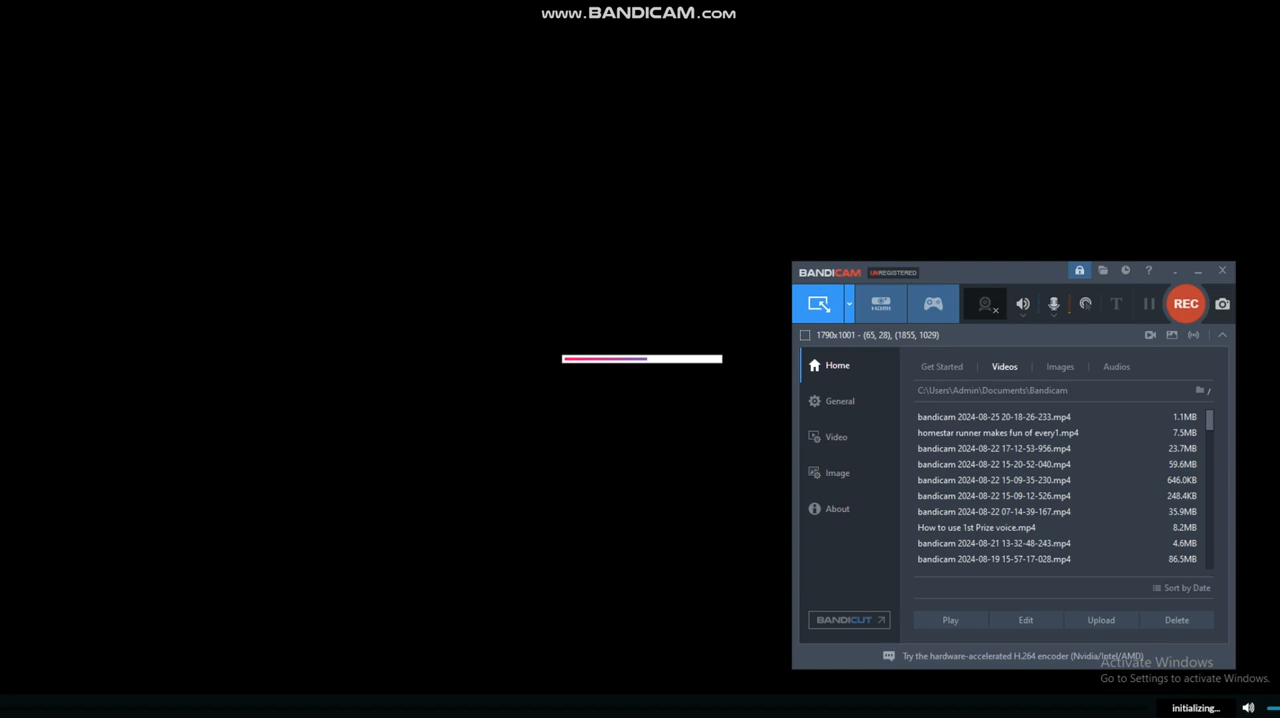 www.BANDICAM.com
BANDICAM UNREGISTERED
HDMI
REC
1790x1001 - (65, 28), (1855, 1029)
Home
General
Video
Image
About
Get Started
Videos
Images
Audios
C:\Users\Admin\Documents\Bandicam
bandicam 2024-08-25 20-18-26-233.mp4 1.1MB
homestar runner makes fun of every1.mp4 7.5MB
bandicam 2024-08-22 17-12-53-956.mp4 23.7MB
bandicam 2024-08-22 15-20-52-040.mp4 59.6MB
bandicam 2024-08-22 15-09-35-230.mp4 646.0KB
bandicam 2024-08-22 15-09-12-526.mp4 248.4KB
bandicam 2024-08-22 07-14-39-167.mp4 35.9MB
How to use 1st Prize voice.mp4 8.2MB
bandicam 2024-08-21 13-32-48-243.mp4 4.6MB
bandicam 2024-08-19 15-57-17-028.mp4 86.5MB
Sort by Date
BANDICUT
Play
Edit
Upload
Delete
Try the hardware-accelerated H.264 encoder (Nvidia/Intel/AMD)
Activate Windows
Go to Settings to activate Windows.
initializing...